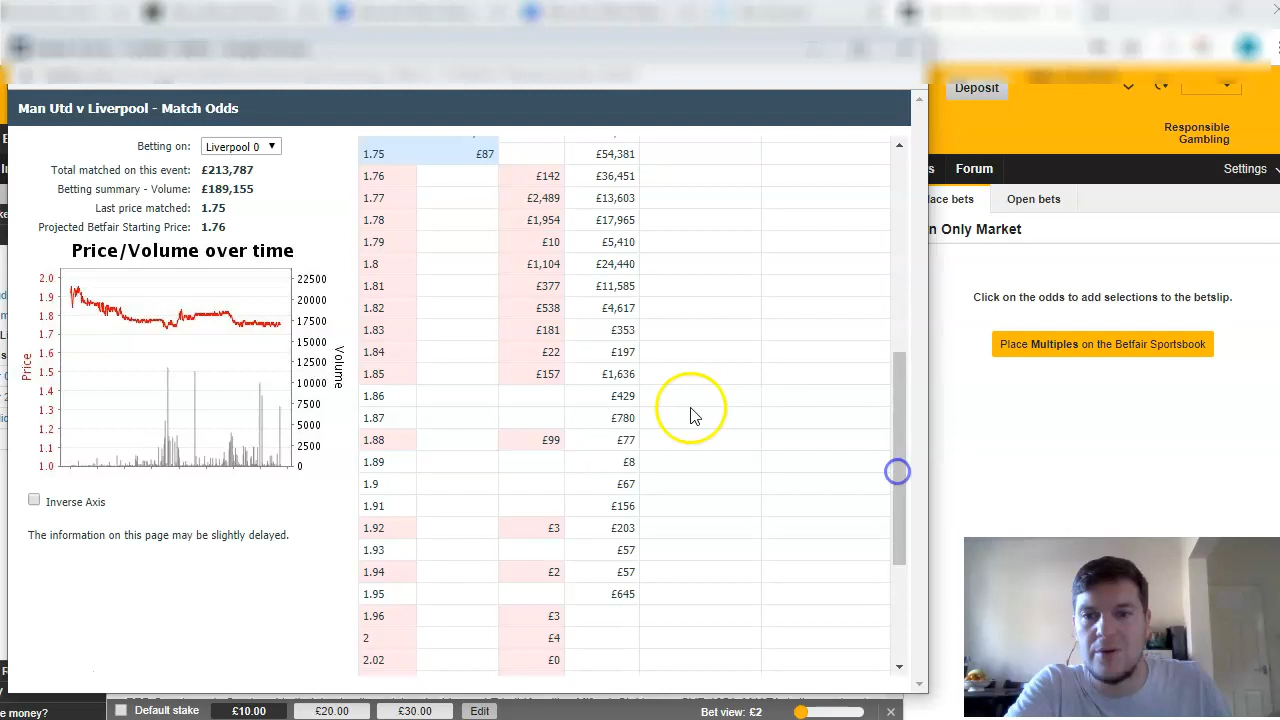 Deposit
Responsible
Gambling
Man Utd v Liverpool - Match Odds
Betting on: Liverpool 0
Total matched on this event: £213,787
Betting summary - Volume: £189,155
Last price matched: 1.75
Projected Betfair Starting Price: 1.76
Price/Volume over time
2.0
1.9
1.8
1.7
1.6
1.5
1.4
1.3
1.2
1.1
1.0
Price
22500
20000
17500
15000
12500
10000
7500
5000
2500
0
Volume
Inverse Axis
The information on this page may be slightly delayed.
1.75 £87 £54,381
1.76 £142 £36,451
1.77 £2,489 £13,603
1.78 £1,954 £17,965
1.79 £10 £5,410
1.8 £1,104 £24,440
1.81 £377 £11,585
1.82 £538 £4,617
1.83 £181 £353
1.84 £22 £197
1.85 £157 £1,636
1.86 £429
1.87 £780
1.88 £99 £77
1.89 £8
1.9 £67
1.91 £156
1.92 £3 £203
1.93 £57
1.94 £2 £57
1.95 £645
1.96 £3
2 £4
2.02 £0
s Forum Settings
lace bets Open bets
n Only Market
Click on the odds to add selections to the betslip.
Place Multiples on the Betfair Sportsbook
e money?
Default stake £10.00 £20.00 £30.00 Edit Bet view: £2